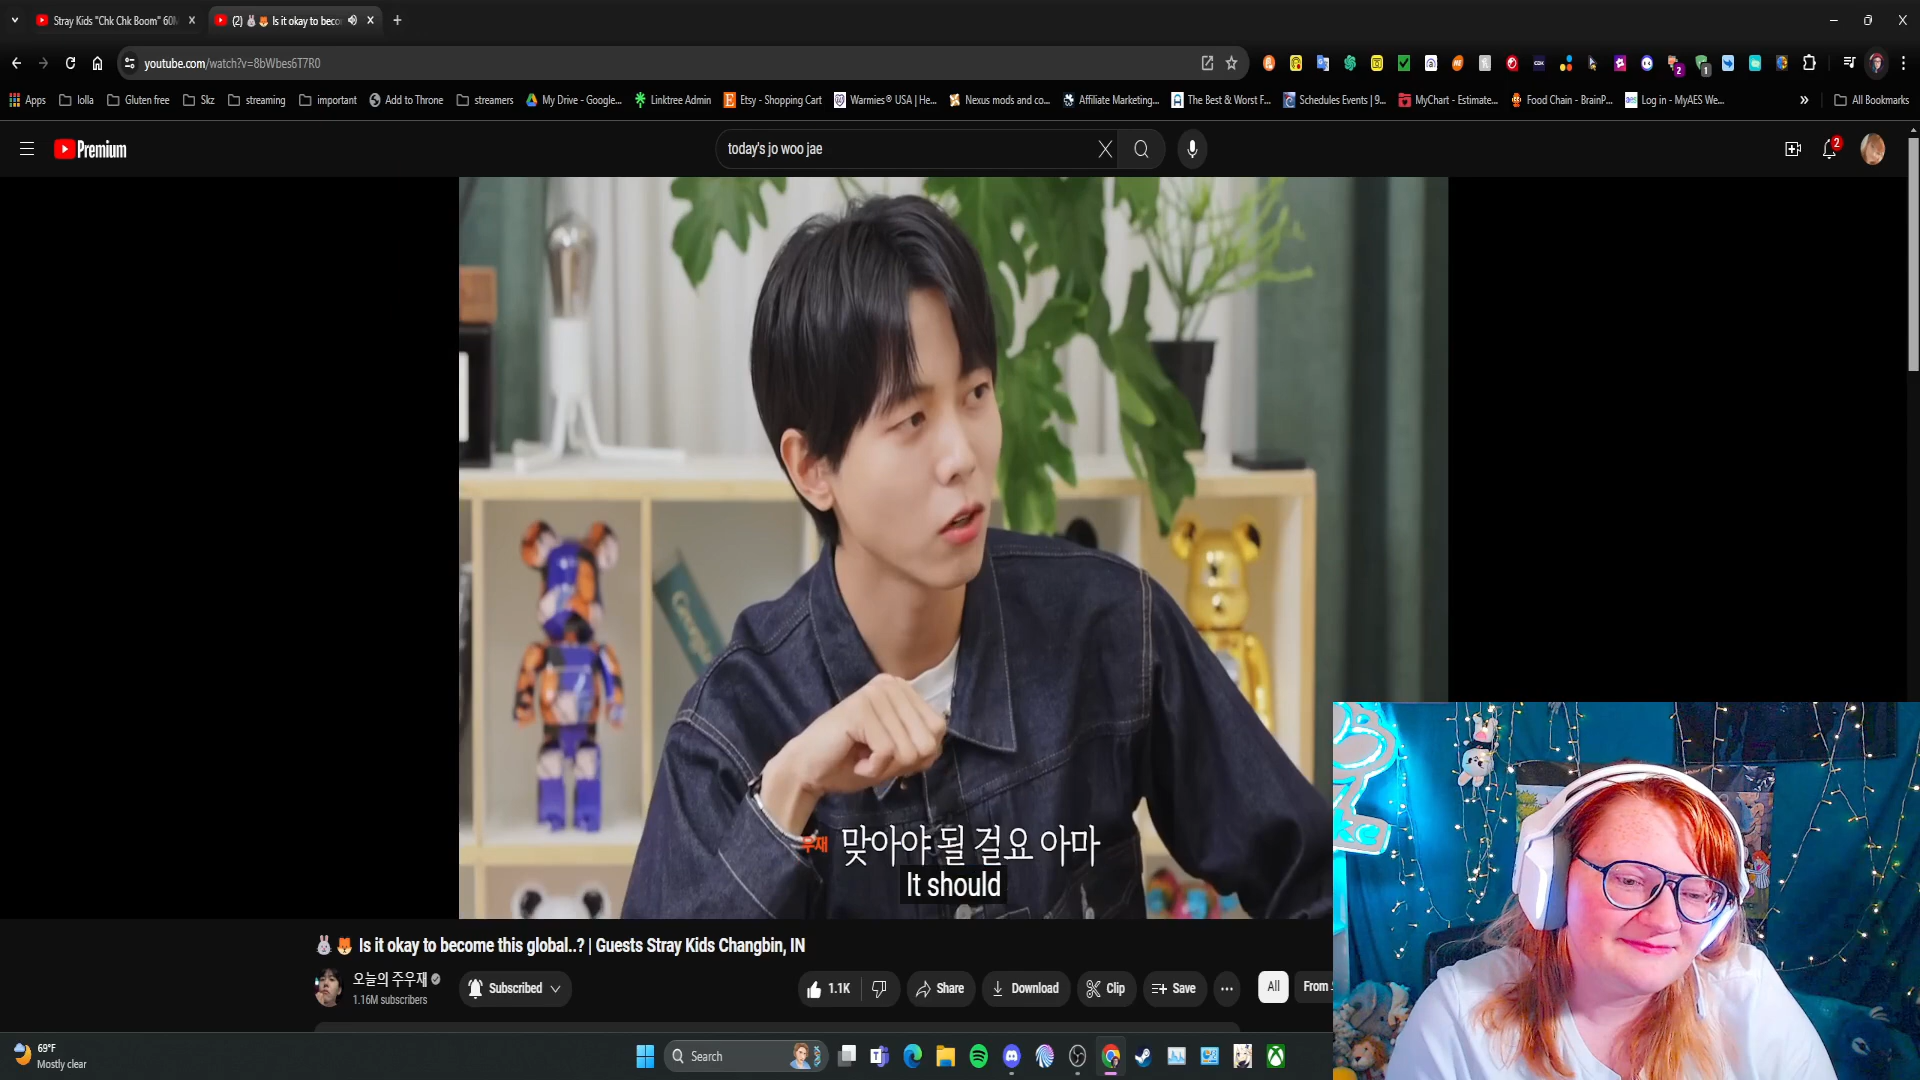 Stray Kids "Chk Chk Boom" 60M
(2) 🐰🦊 Is it okay to beco
youtube.com/watch?v=8bWbes6T7R0
Apps
lolla
Gluten free
Skz
streaming
important
Add to Throne
streamers
My Drive - Google...
Linktree Admin
Etsy - Shopping Cart
Warmies® USA | He...
Nexus mods and co...
Affiliate Marketing...
The Best & Worst F...
Schedules Events | 9...
MyChart - Estimate...
Food Chain - BrainP...
Log in - MyAES We...
All Bookmarks
Premium
today's jo woo jae
2
맞아야 될 걸요 아마
It should
🐰🦊 Is it okay to become this global..? | Guests Stray Kids Changbin, IN
오늘의 주우재
1.16M subscribers
Subscribed
1.1K
Share
Download
Clip
Save
All
From
69°F
Mostly clear
Search